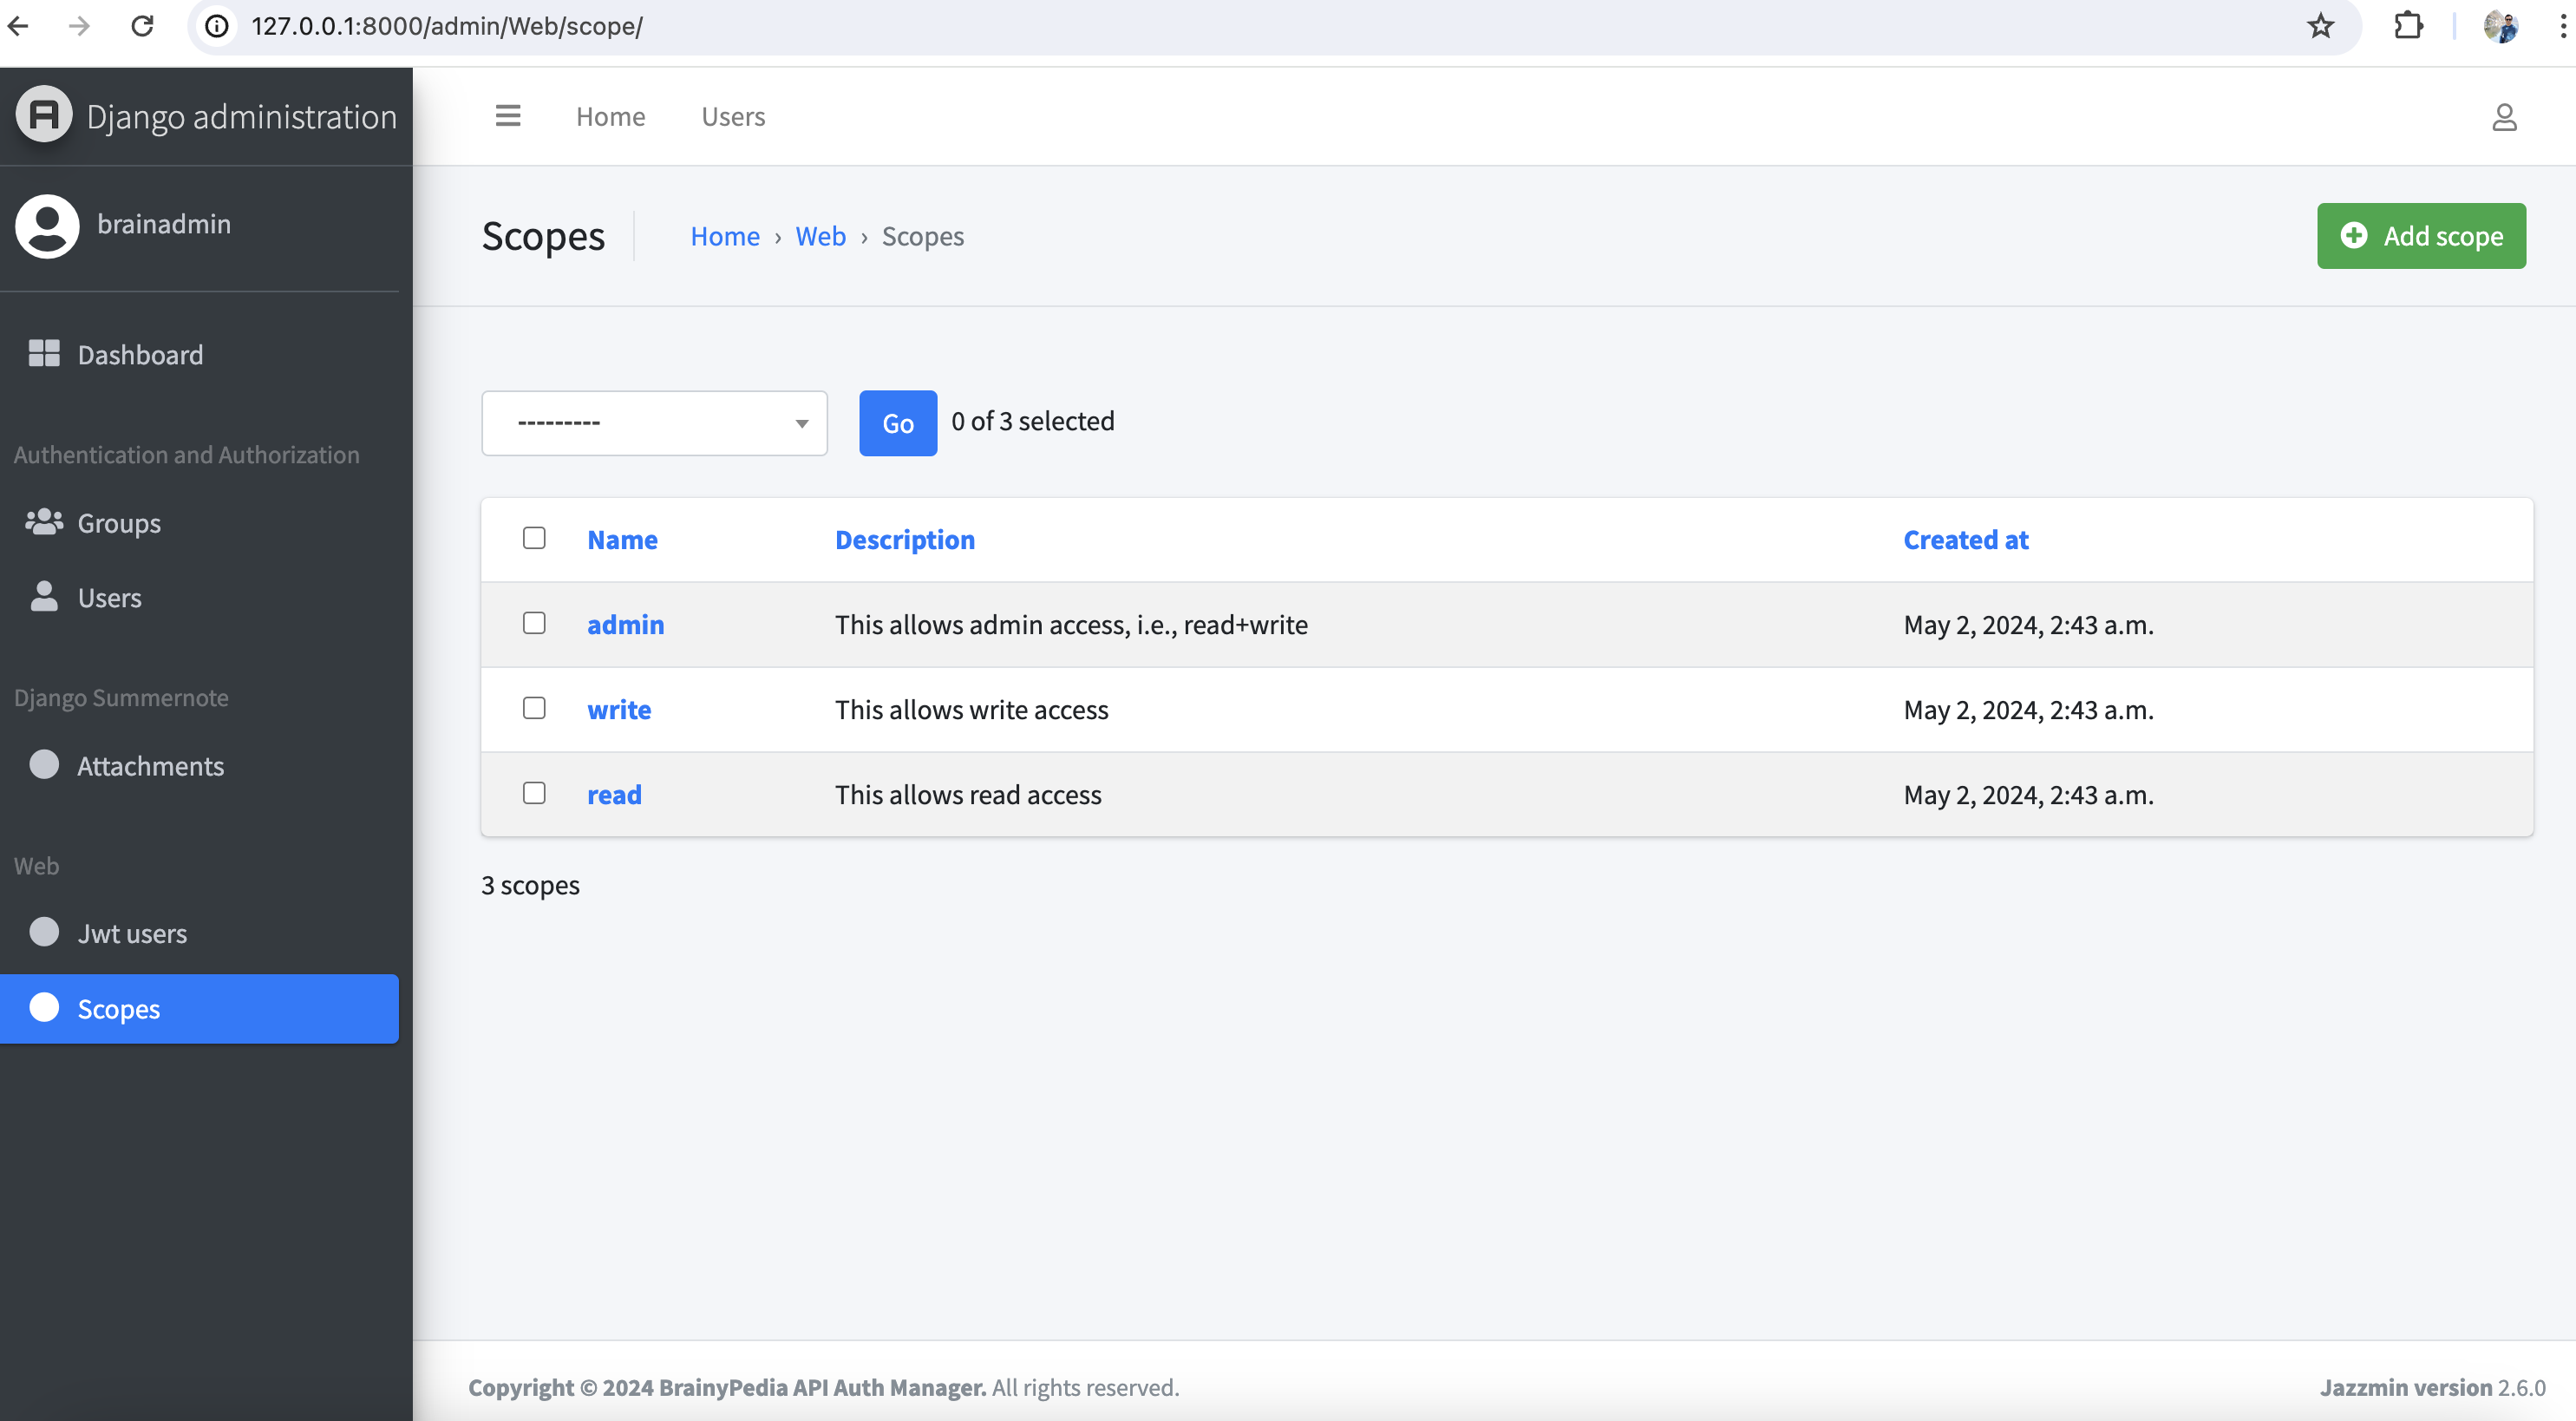 127.0.0.1:8000/admin/Web/scope/
Django administration
Home Users
brainadmin
Scopes Home › Web › Scopes Add scope
Dashboard
Authentication and Authorization
Groups
Users
Django Summernote
Attachments
Web
Jwt users
Scopes
--------- Go 0 of 3 selected
Name Description Created at
admin This allows admin access, i.e., read+write May 2, 2024, 2:43 a.m.
write This allows write access May 2, 2024, 2:43 a.m.
read This allows read access May 2, 2024, 2:43 a.m.
3 scopes
Copyright © 2024 BrainyPedia API Auth Manager. All rights reserved. Jazzmin version 2.6.0